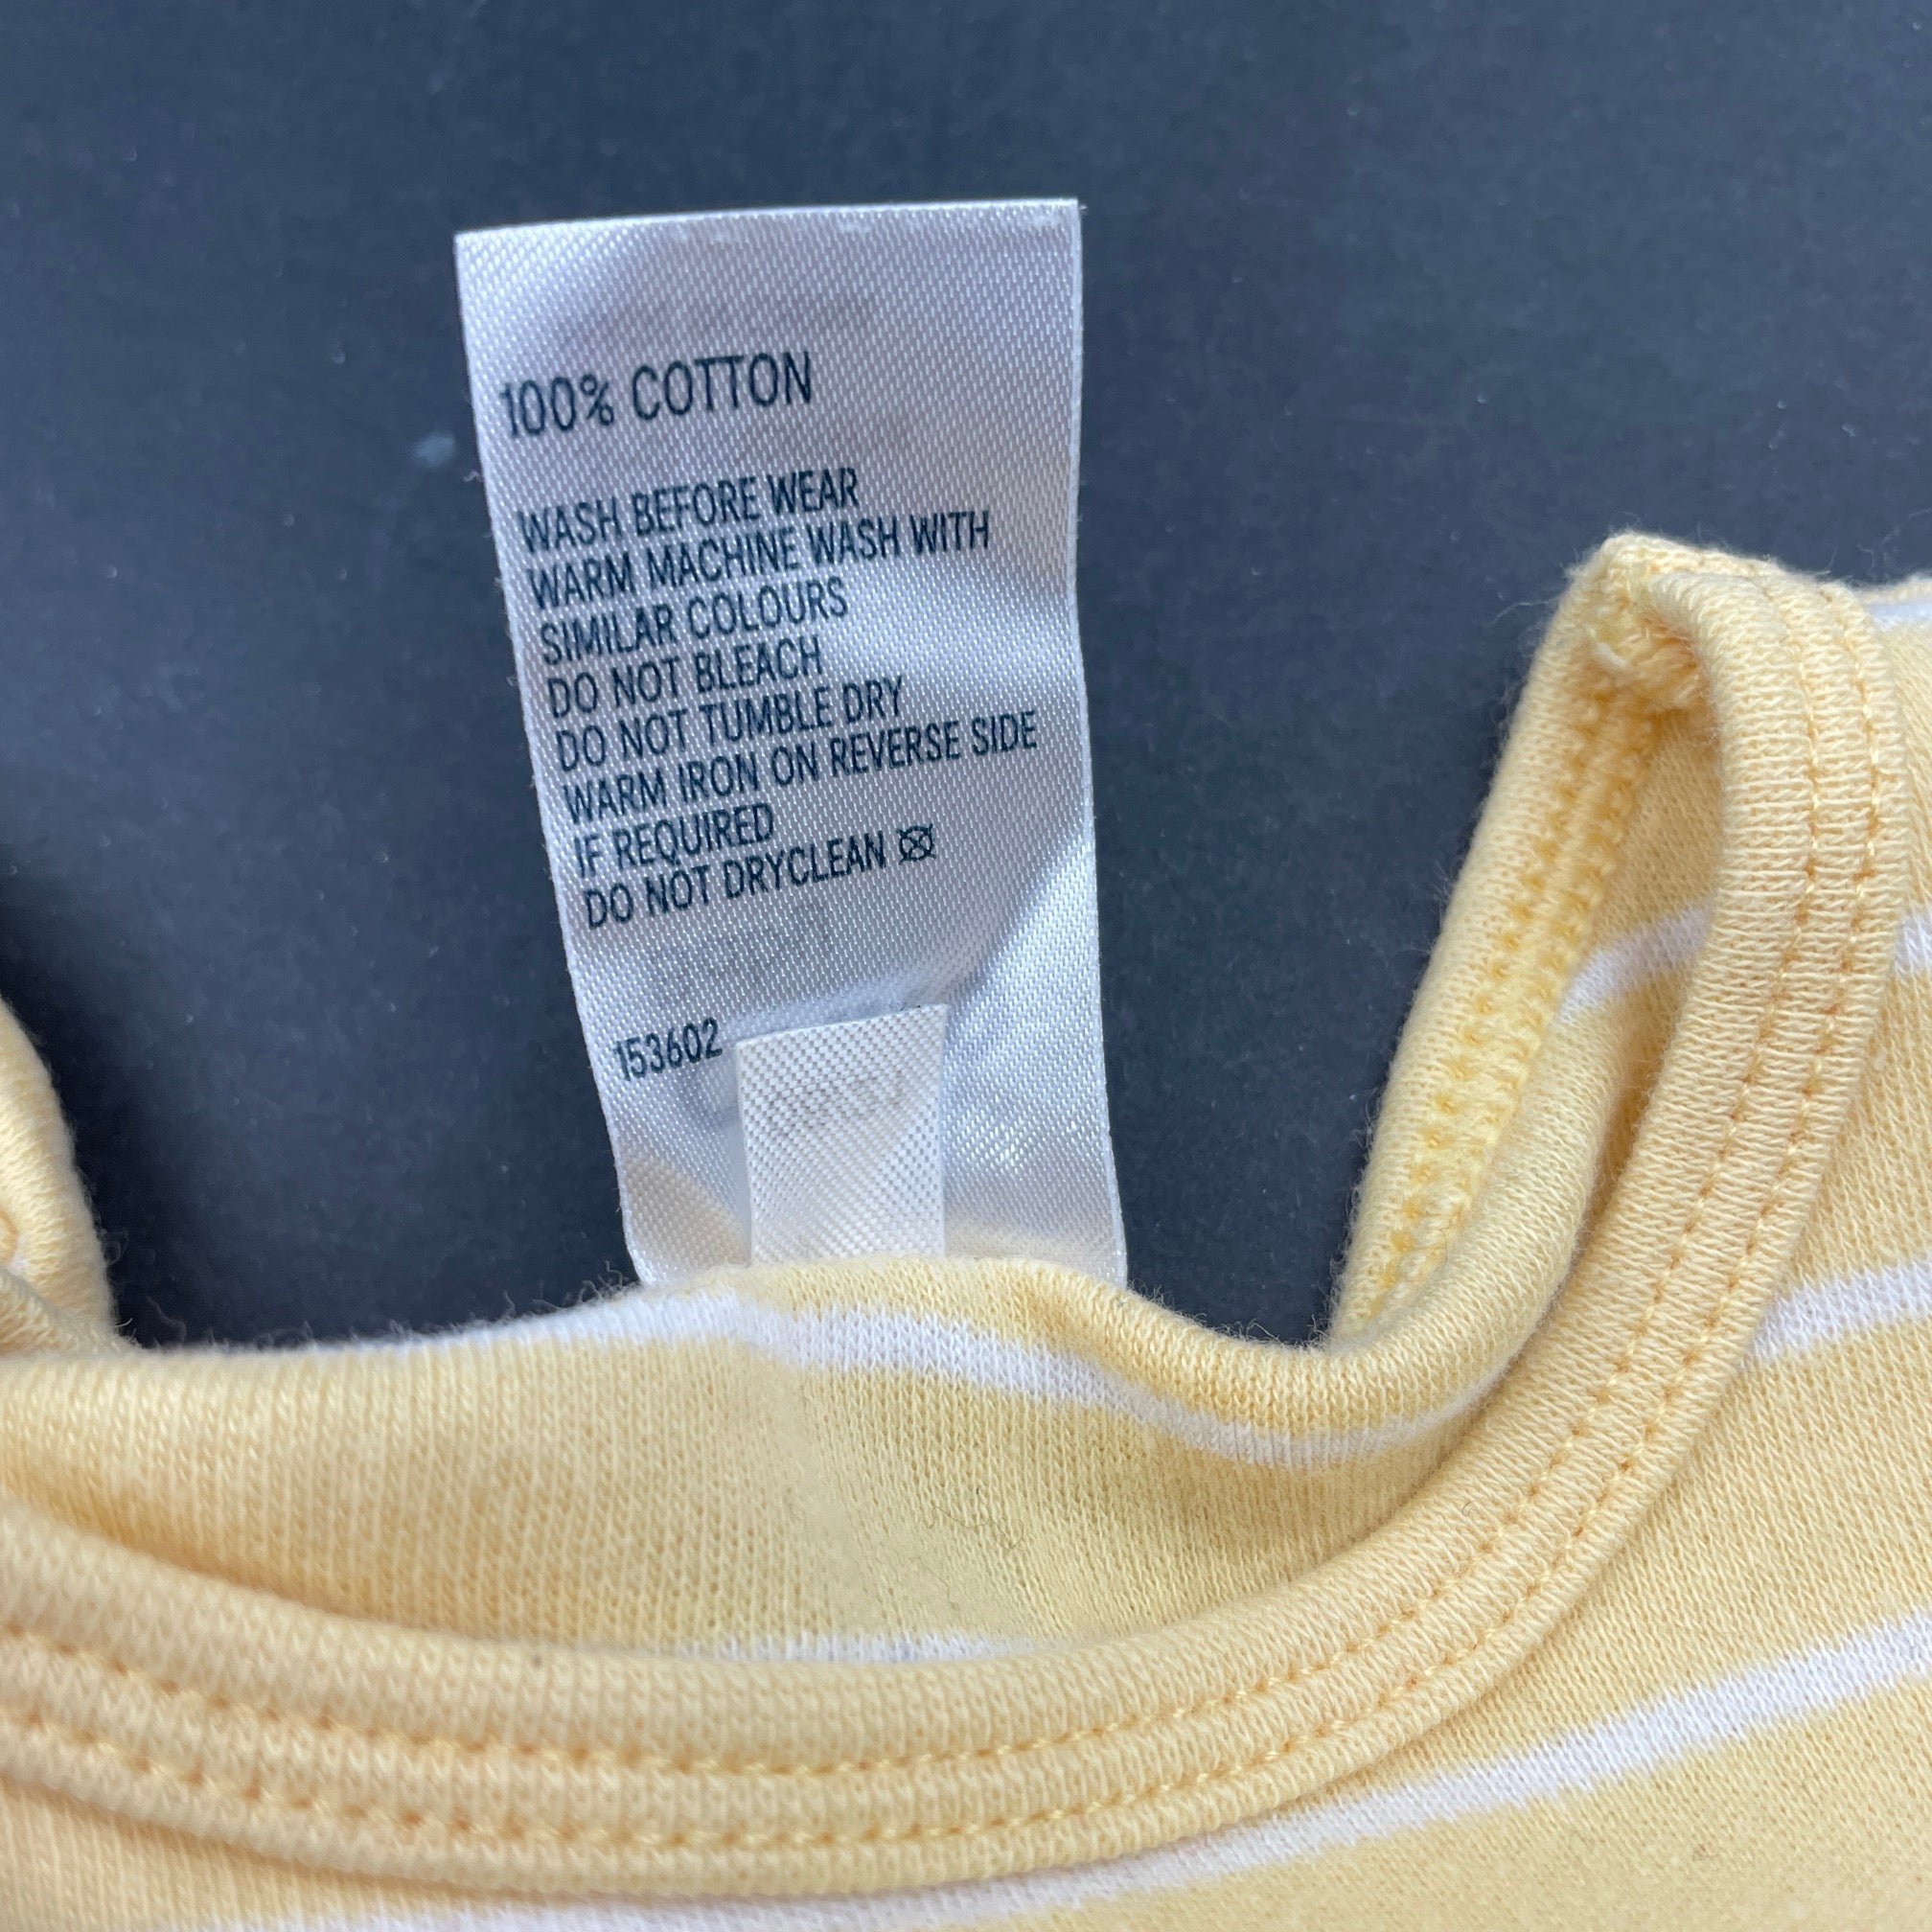 100% COTTON
WASH BEFORE WEAR
WARM MACHINE WASH WITH
SIMILAR COLOURS
DO NOT BLEACH
DO NOT TUMBLE DRY
WARM IRON ON REVERSE SIDE
IF REQUIRED
DO NOT DRYCLEAN
153602